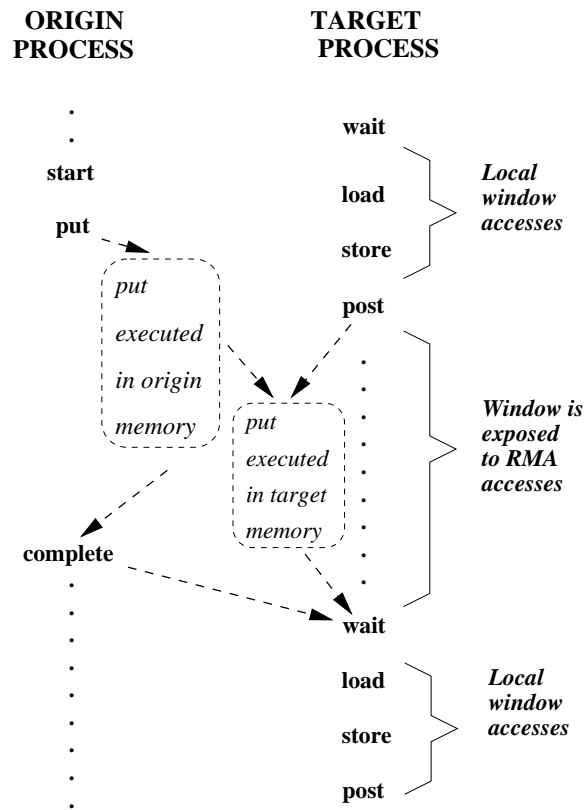 ORIGIN
PROCESS
TARGET
PROCESS
wait
start
load
Local
window
accesses
put
store
put
executed
in origin
memory
post
put
executed
in target
memory
Window is
exposed
to RMA
accesses
complete
wait
load
store
post
Local
window
accesses